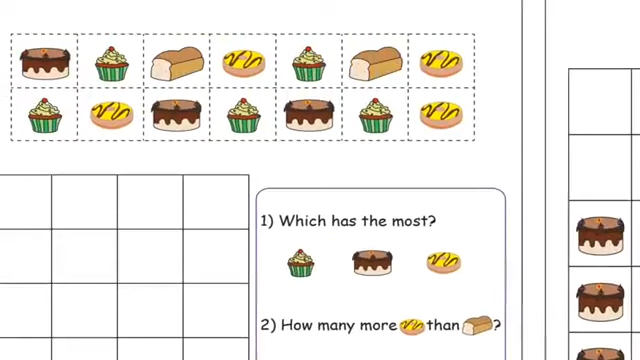 1) Which has the most?
2) How many more than ?